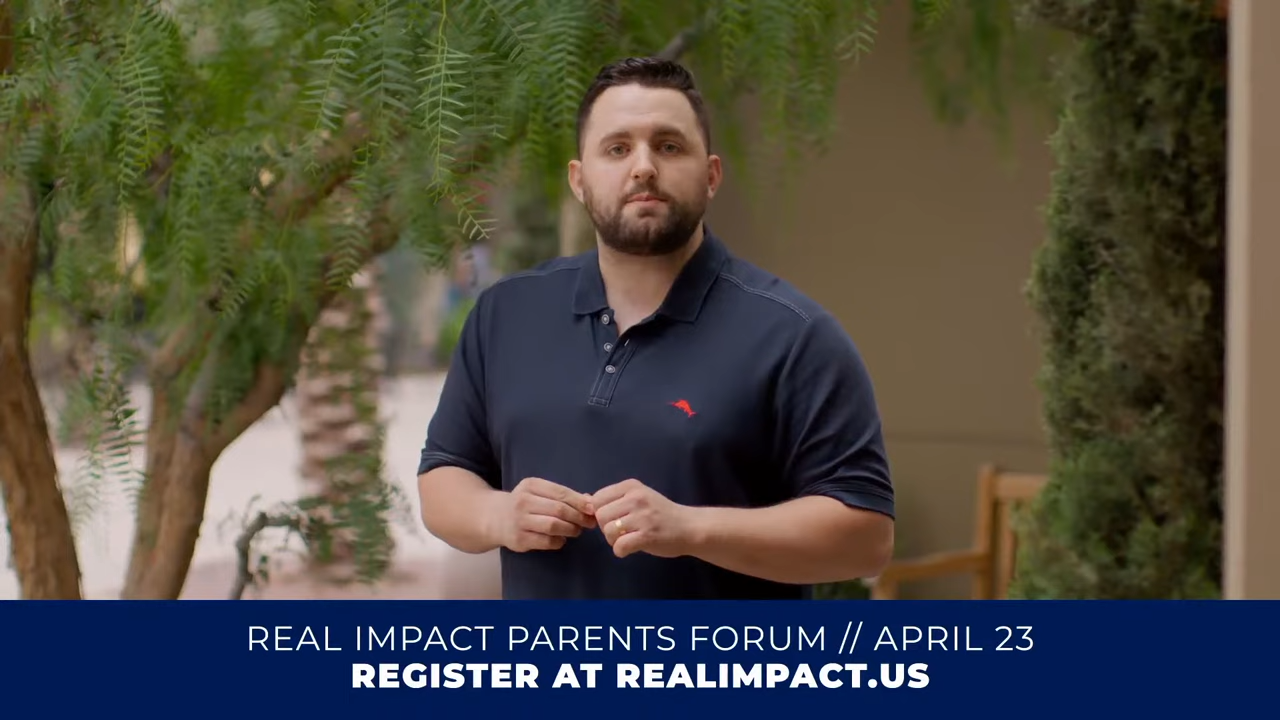 REAL IMPACT PARENTS FORUM // APRIL 23
REGISTER AT REALIMPACT.US